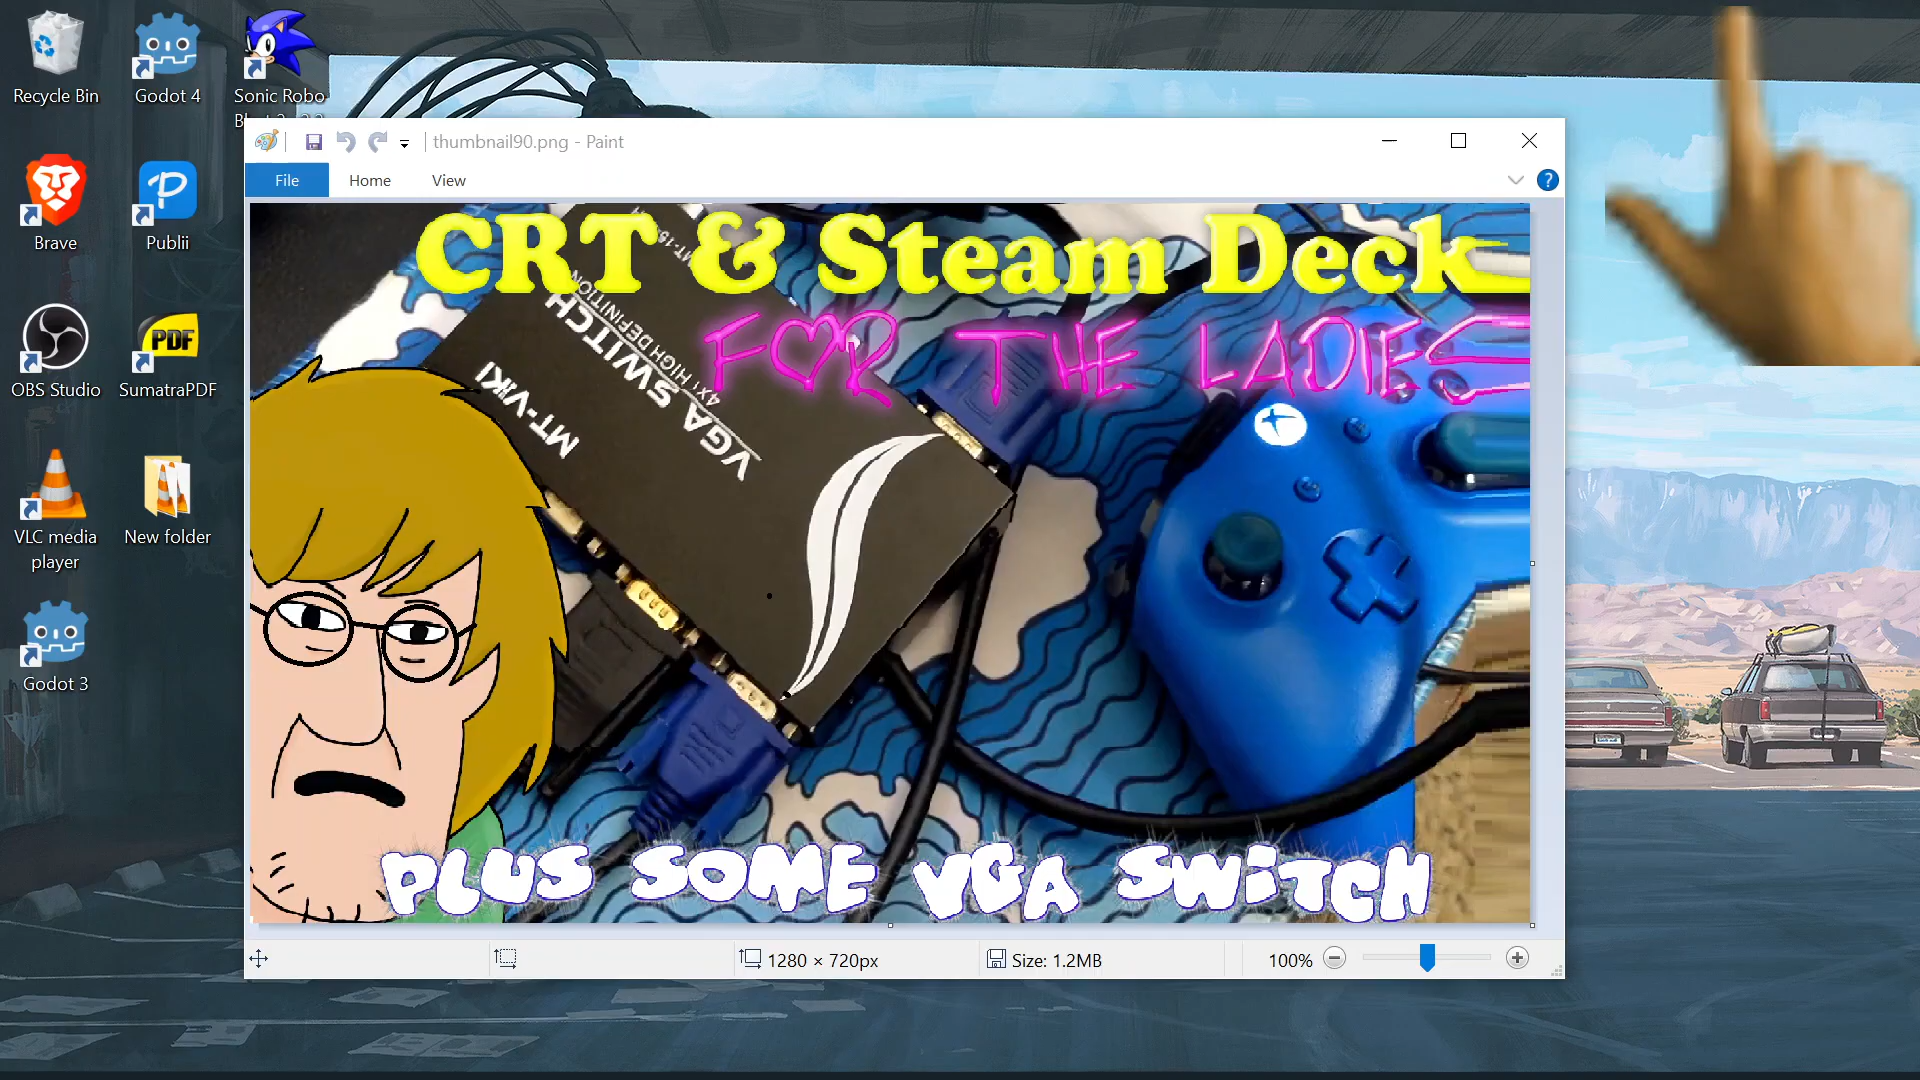 Recycle Bin
Godot 4
Sonic Robo
Brave
Publii
OBS Studio
SumatraPDF
PDF
VLC media
player
New folder
Godot 3
thumbnail90.png - Paint
File
Home
View
?
CRT & Steam Deck
FOR THE LADIES
VGA SWITCH
4X1 HIGH DEFINITION
MT-VIKI
PLUS SOME VGA SWITCH
1280 × 720px
Size: 1.2MB
100%